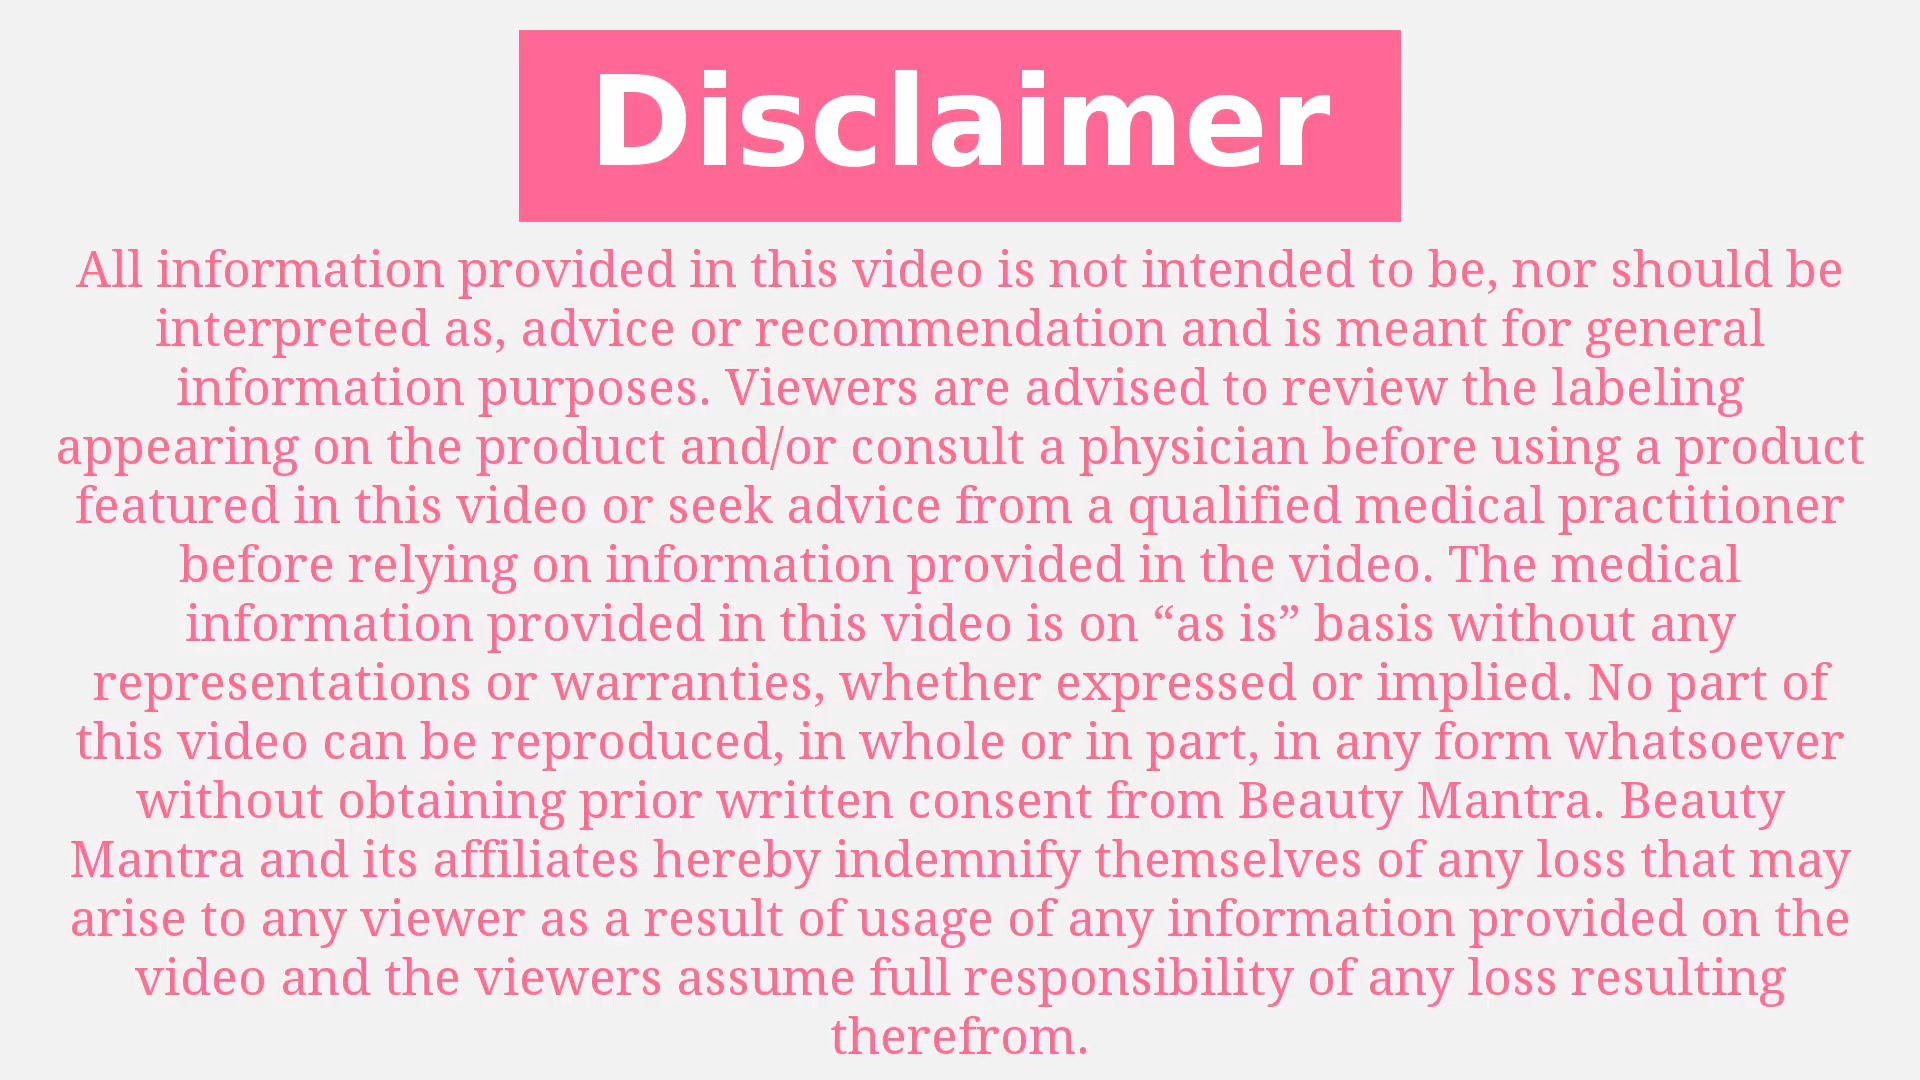 Disclaimer
All information provided in this video is not intended to be, nor should be
interpreted as, advice or recommendation and is meant for general
information purposes. Viewers are advised to review the labeling
appearing on the product and/or consult a physician before using a product
featured in this video or seek advice from a qualified medical practitioner
before relying on information provided in the video. The medical
information provided in this video is on “as is” basis without any
representations or warranties, whether expressed or implied. No part of
this video can be reproduced, in whole or in part, in any form whatsoever
without obtaining prior written consent from Beauty Mantra. Beauty
Mantra and its affiliates hereby indemnify themselves of any loss that may
arise to any viewer as a result of usage of any information provided on the
video and the viewers assume full responsibility of any loss resulting
therefrom.